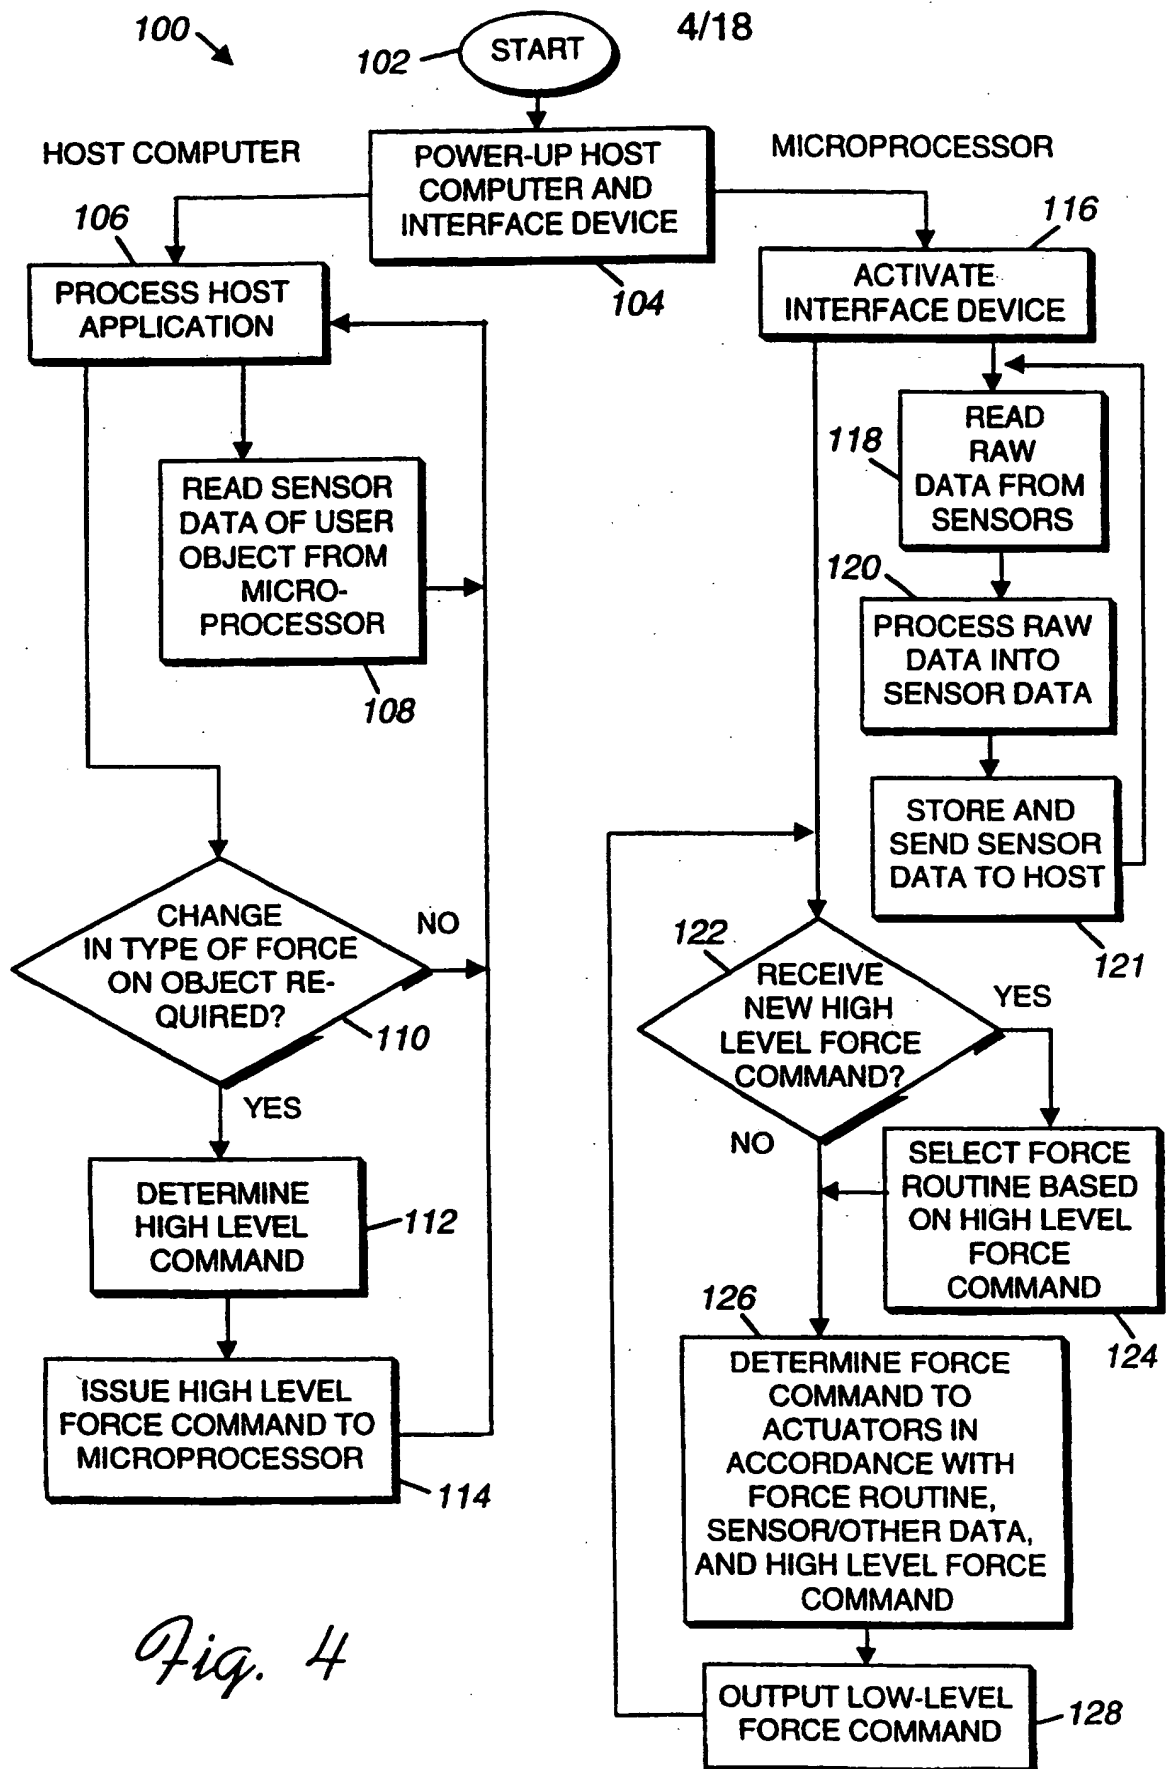 100
102
START
4/18
HOST COMPUTER
POWER-UP HOST
COMPUTER AND
INTERFACE DEVICE
104
MICROPROCESSOR
106
PROCESS HOST
APPLICATION
READ SENSOR
DATA OF USER
OBJECT FROM
MICRO-
PROCESSOR
108
CHANGE
IN TYPE OF FORCE
ON OBJECT RE-
QUIRED?
110
NO
YES
DETERMINE
HIGH LEVEL
COMMAND
112
ISSUE HIGH LEVEL
FORCE COMMAND TO
MICROPROCESSOR
114
116
ACTIVATE
INTERFACE DEVICE
118
READ
RAW
DATA FROM
SENSORS
120
PROCESS RAW
DATA INTO
SENSOR DATA
STORE AND
SEND SENSOR
DATA TO HOST
121
122
RECEIVE
NEW HIGH
LEVEL FORCE
COMMAND?
YES
NO
SELECT FORCE
ROUTINE BASED
ON HIGH LEVEL
FORCE
COMMAND
124
126
DETERMINE FORCE
COMMAND TO
ACTUATORS IN
ACCORDANCE WITH
FORCE ROUTINE,
SENSOR/OTHER DATA,
AND HIGH LEVEL FORCE
COMMAND
OUTPUT LOW-LEVEL
FORCE COMMAND
128
Fig. 4